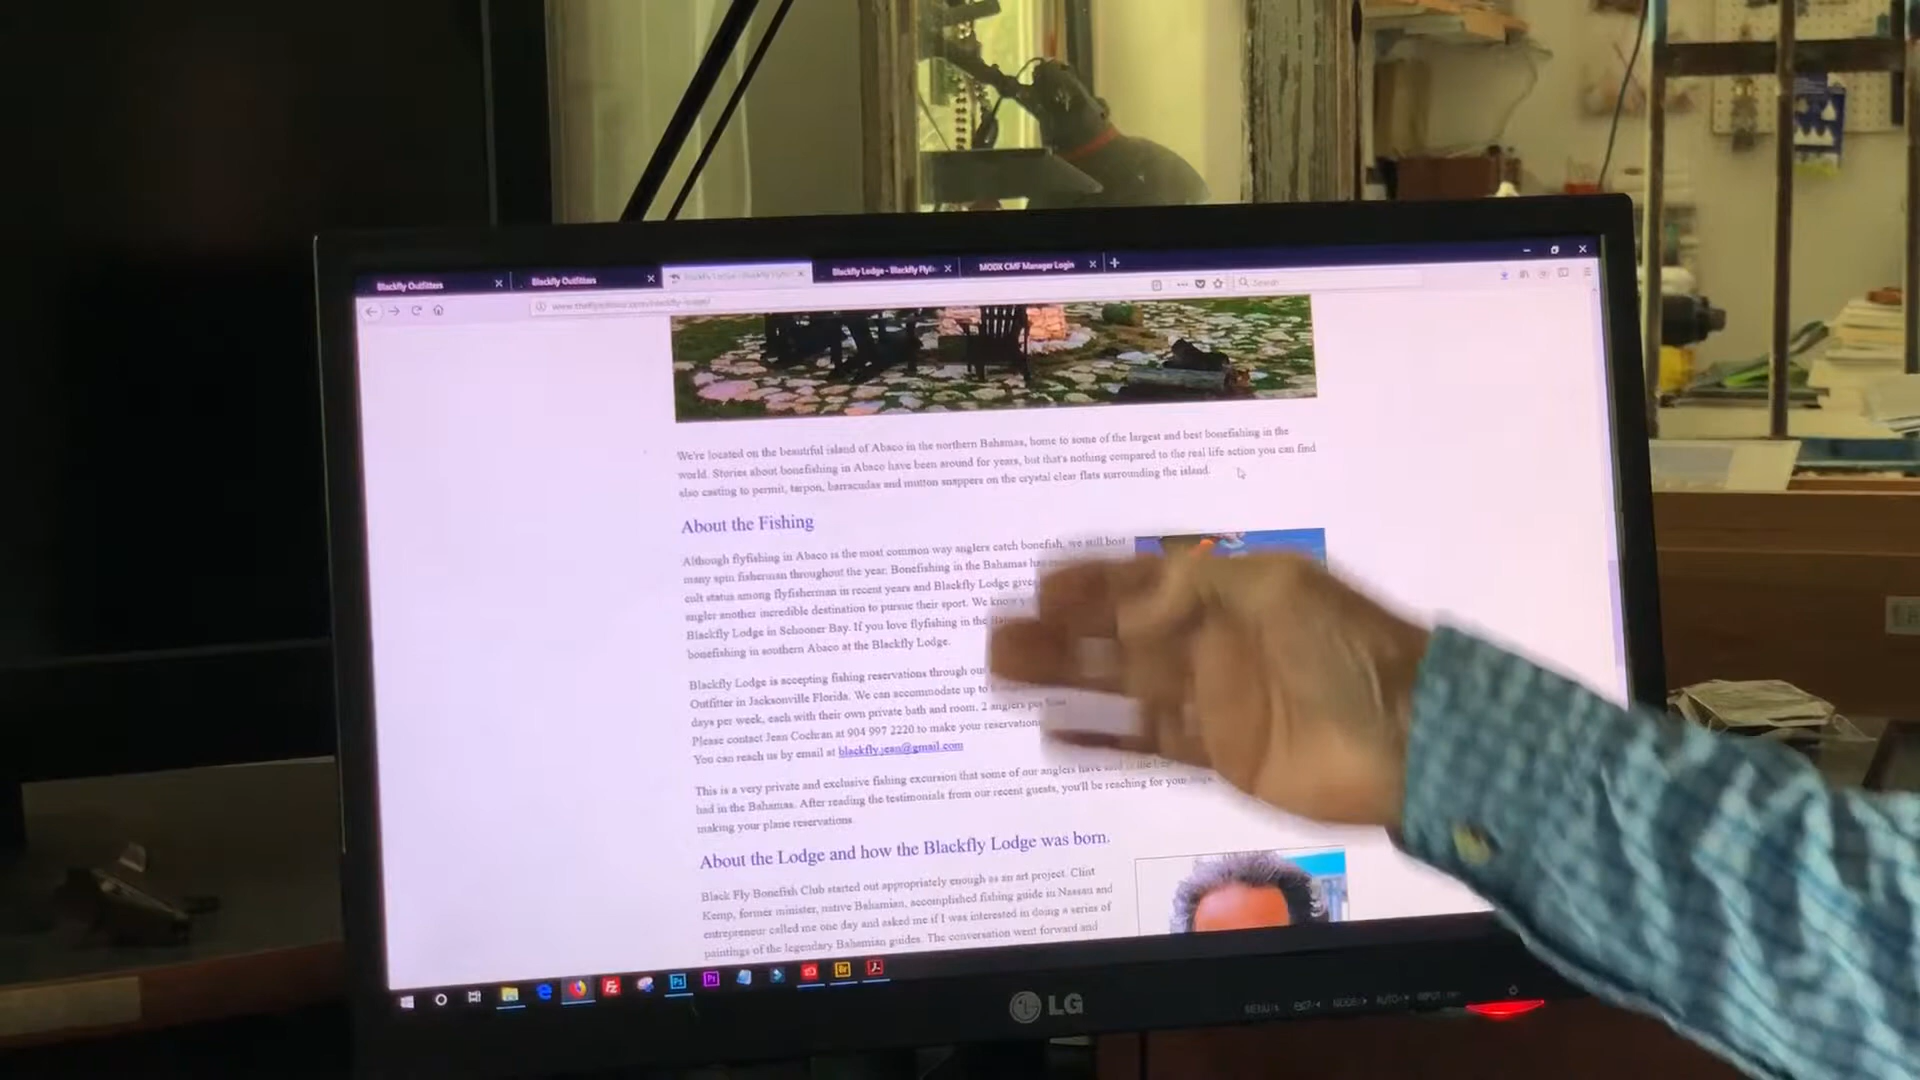 Blackfly Outfitters
Blackfly Outfitters
Blackfly Lodge - Blackfly Flyfi
MODX CMF Manager Login
Search
We're located on the beautiful island of Abaco in the northern Bahamas, home to some of the largest and best bonefishing in the
world. Stories about bonefishing in Abaco have been around for years, but that's nothing compared to the real life action you can find
also casting to permit, tarpon, barracudas and mutton snappers on the crystal clear flats surrounding the island.
About the Fishing
Although flyfishing in Abaco is the most common way anglers catch bonefish, we still host
many spin fisherman throughout the year. Bonefishing in the Bahamas
cult status among flyfisherman in recent years and Blackfly Lodge gives
angler another incredible destination to pursue their sport. We know
Blackfly Lodge in Schooner Bay. If you love flyfishing in the
bonefishing in southern Abaco at the Blackfly Lodge.
Blackfly Lodge is accepting fishing reservations through our
Outfitter in Jacksonville Florida. We can accommodate up to
days per week, each with their own private bath and room, 2 anglers per
Please contact Jean Cochran at 904 997 2220 to make your reservation
You can reach us by email at blackfly.jean@gmail.com
This is a very private and exclusive fishing excursion that some of our anglers have
had in the Bahamas. After reading the testimonials from our recent guests, you'll be reaching for your
making your plane reservations.
About the Lodge and how the Blackfly Lodge was born.
Black Fly Bonefish Club started out appropriately enough as an art project. Clint
Kemp, former minister, native Bahamian, accomplished fishing guide in Nassau and
entrepreneur called me one day and asked me if I was interested in doing a series of
paintings of the legendary Bahamian guides. The conversation went forward and
Fz
Ps
Br
LG